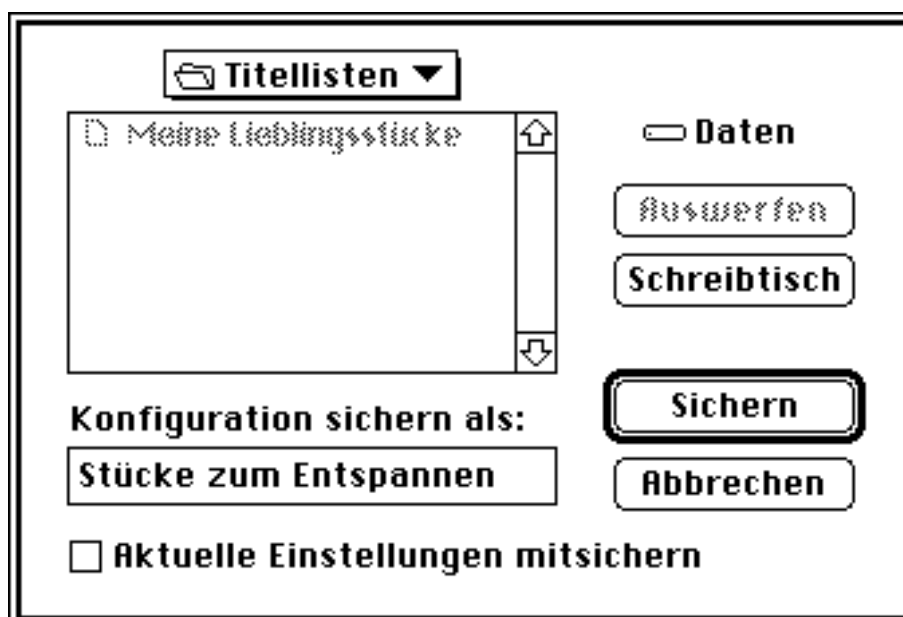 Titellisten
Meine Lieblingsstücke
Daten
Auswerfen
Schreibtisch
Konfiguration sichern als:
Stücke zum Entspannen
Sichern
Abbrechen
Aktuelle Einstellungen mitsichern